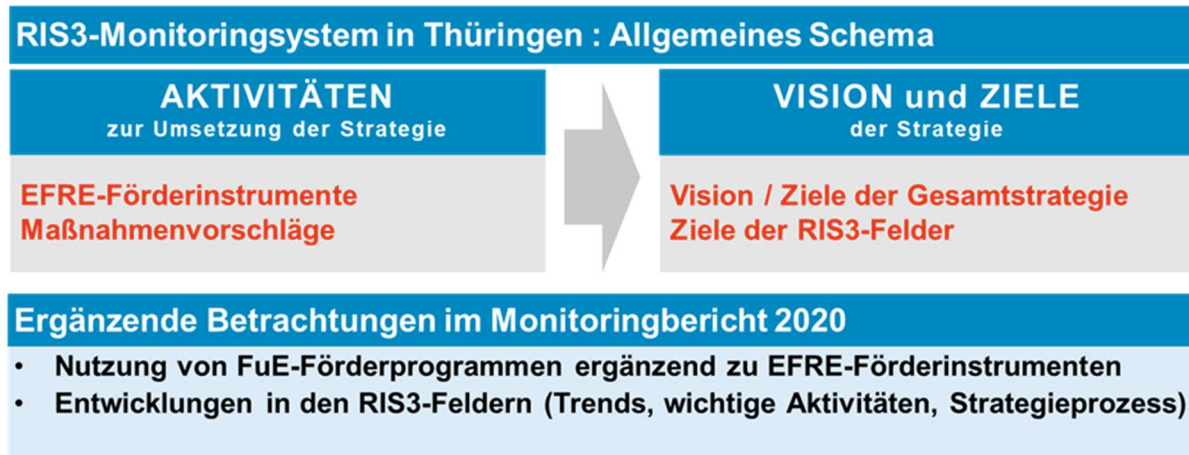 RIS3-Monitoringsystem in Thüringen : Allgemeines Schema
AKTIVITÄTEN
zur Umsetzung der Strategie
EFRE-Förderinstrumente
Maßnahmenvorschläge
VISION und ZIELE
der Strategie
Vision / Ziele der Gesamtstrategie
Ziele der RIS3-Felder
Ergänzende Betrachtungen im Monitoringbericht 2020
• Nutzung von FuE-Förderprogrammen ergänzend zu EFRE-Förderinstrumenten
• Entwicklungen in den RIS3-Feldern (Trends, wichtige Aktivitäten, Strategieprozess)